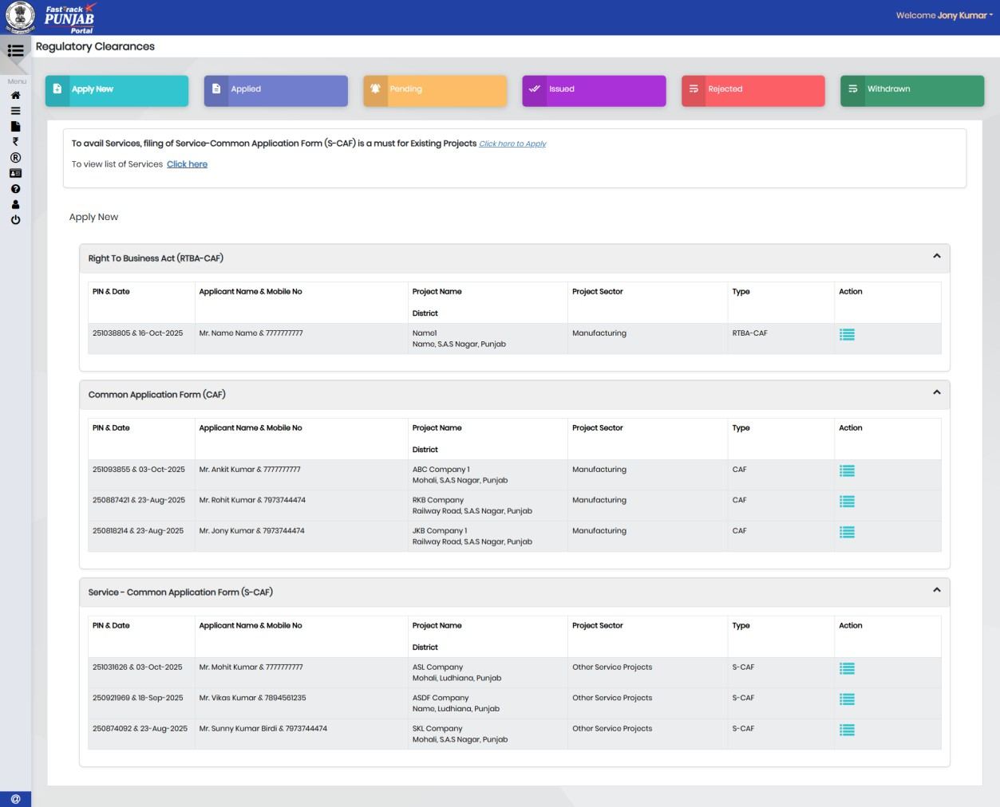 FastTrack
PUNJAB
Portal
Welcome Jony Kumar
Regulatory Clearances
Menu
Apply New
Applied
Pending
Issued
Rejected
Withdrawn
To avail Services, filing of Service-Common Application Form (S-CAF) is a must for Existing Projects Click here to Apply
To view list of Services Click here
Apply New
Right To Business Act (RTBA-CAF)
PIN & Date Applicant Name & Mobile No Project Name Project Sector Type Action
District
251038805 & 16-Oct-2025 Mr. Name Name & 7777777777 Name1 Manufacturing RTBA-CAF
Name, S.A.S Nagar, Punjab
Common Application Form (CAF)
PIN & Date Applicant Name & Mobile No Project Name Project Sector Type Action
District
251093855 & 03-Oct-2025 Mr. Ankit Kumar & 7777777777 ABC Company 1 Manufacturing CAF
Mohali, S.A.S Nagar, Punjab
250887421 & 23-Aug-2025 Mr. Rohit Kumar & 7973744474 RKB Company Manufacturing CAF
Railway Road, S.A.S Nagar, Punjab
250818214 & 23-Aug-2025 Mr. Jony Kumar & 7973744474 JKB Company 1 Manufacturing CAF
Railway Road, S.A.S Nagar, Punjab
Service - Common Application Form (S-CAF)
PIN & Date Applicant Name & Mobile No Project Name Project Sector Type Action
District
251031626 & 03-Oct-2025 Mr. Mohit Kumar & 7777777777 ASL Company Other Service Projects S-CAF
Mohali, Ludhiana, Punjab
250921969 & 18-Sep-2025 Mr. Vikas Kumar & 7894561235 ASDF Company Other Service Projects S-CAF
Name, Ludhiana, Punjab
250874092 & 23-Aug-2025 Mr. Sunny Kumar Birdi & 7973744474 SKL Company Other Service Projects S-CAF
Mohali, S.A.S Nagar, Punjab
@